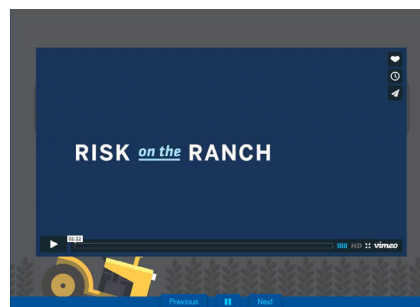 RISK on the RANCH
02:22
HD vimeo
Previous
Next